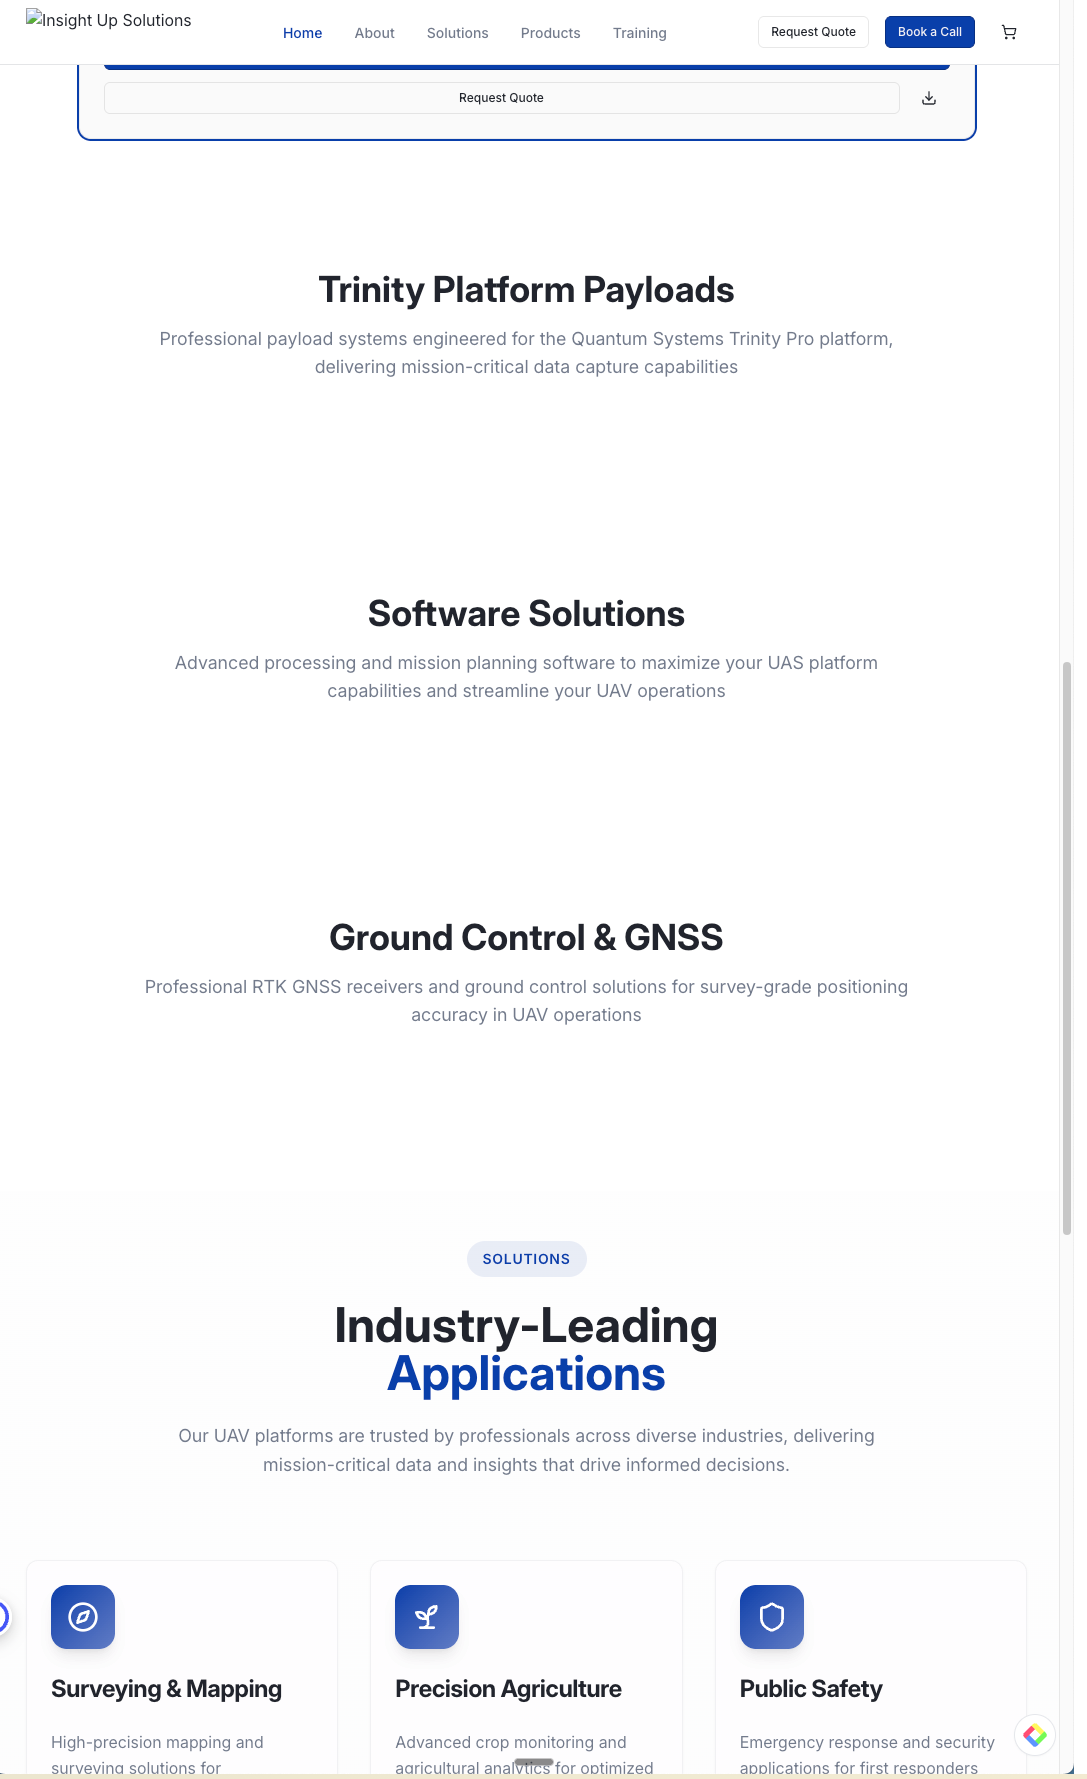 Insight Up Solutions
Home
About
Solutions
Products
Training
Request Quote
Book a Call
Request Quote
Trinity Platform Payloads
Professional payload systems engineered for the Quantum Systems Trinity Pro platform,
delivering mission-critical data capture capabilities
Software Solutions
Advanced processing and mission planning software to maximize your UAS platform
capabilities and streamline your UAV operations
Ground Control & GNSS
Professional RTK GNSS receivers and ground control solutions for survey-grade positioning
accuracy in UAV operations
SOLUTIONS
Industry-Leading
Applications
Our UAV platforms are trusted by professionals across diverse industries, delivering
mission-critical data and insights that drive informed decisions.
Surveying & Mapping
High-precision mapping and
surveying solutions for
Precision Agriculture
Advanced crop monitoring and
agricultural analytics for optimized
Public Safety
Emergency response and security
applications for first responders